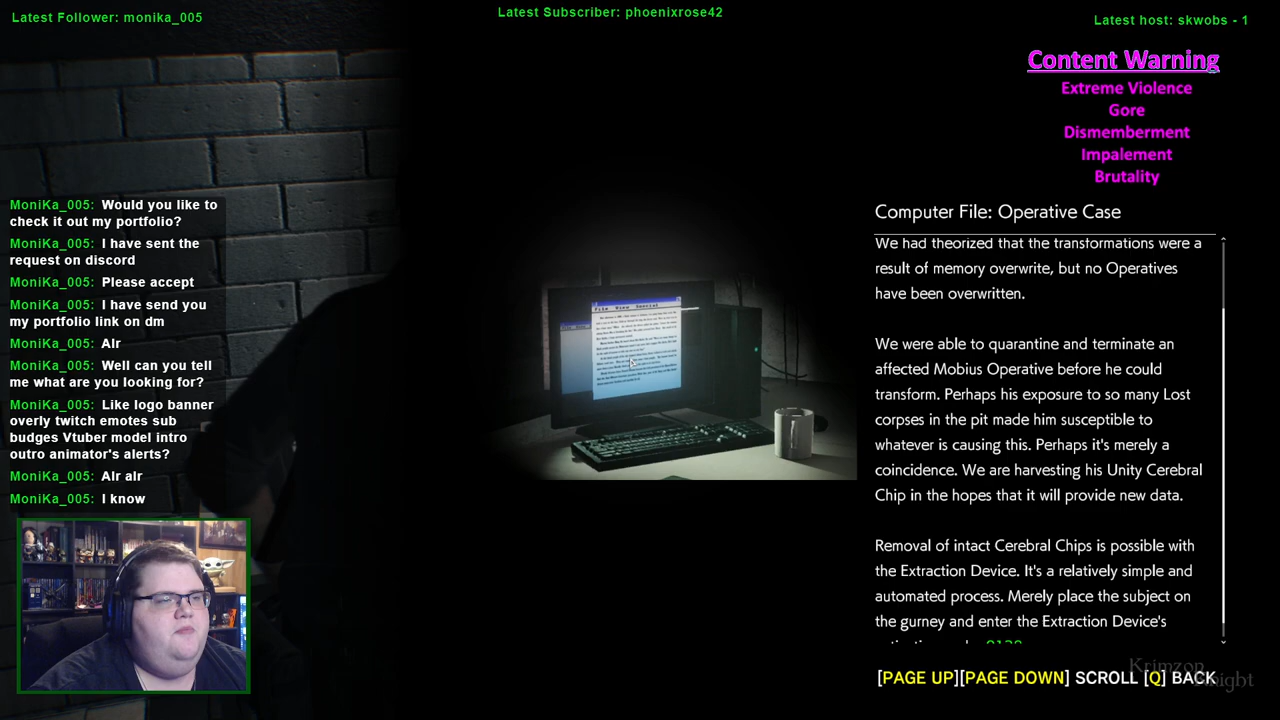 Latest Follower: monika_005
Latest Subscriber: phoenixrose42
Latest host: skwobs - 1
Content Warning
Extreme Violence
Gore
Dismemberment
Impalement
Brutality
MoniKa_005: Would you like to
check it out my portfolio?
MoniKa_005: I have sent the
request on discord
MoniKa_005: Please accept
MoniKa_005: I have send you
my portfolio link on dm
MoniKa_005: Alr
MoniKa_005: Well can you tell
me what are you looking for?
MoniKa_005: Like logo banner
overly twitch emotes sub
budges Vtuber model intro
outro animator's alerts?
MoniKa_005: Alr alr
MoniKa_005: I know
File View General
Computer File: Operative Case
We had theorized that the transformations were a
result of memory overwrite, but no Operatives
have been overwritten.
We were able to quarantine and terminate an
affected Mobius Operative before he could
transform. Perhaps his exposure to so many Lost
corpses in the pit made him susceptible to
whatever is causing this. Perhaps it's merely a
coincidence. We are harvesting his Unity Cerebral
Chip in the hopes that it will provide new data.
Removal of intact Cerebral Chips is possible with
the Extraction Device. It's a relatively simple and
automated process. Merely place the subject on
the gurney and enter the Extraction Device's
[PAGE UP][PAGE DOWN] SCROLL [Q] BACK
Krimzon
Knight